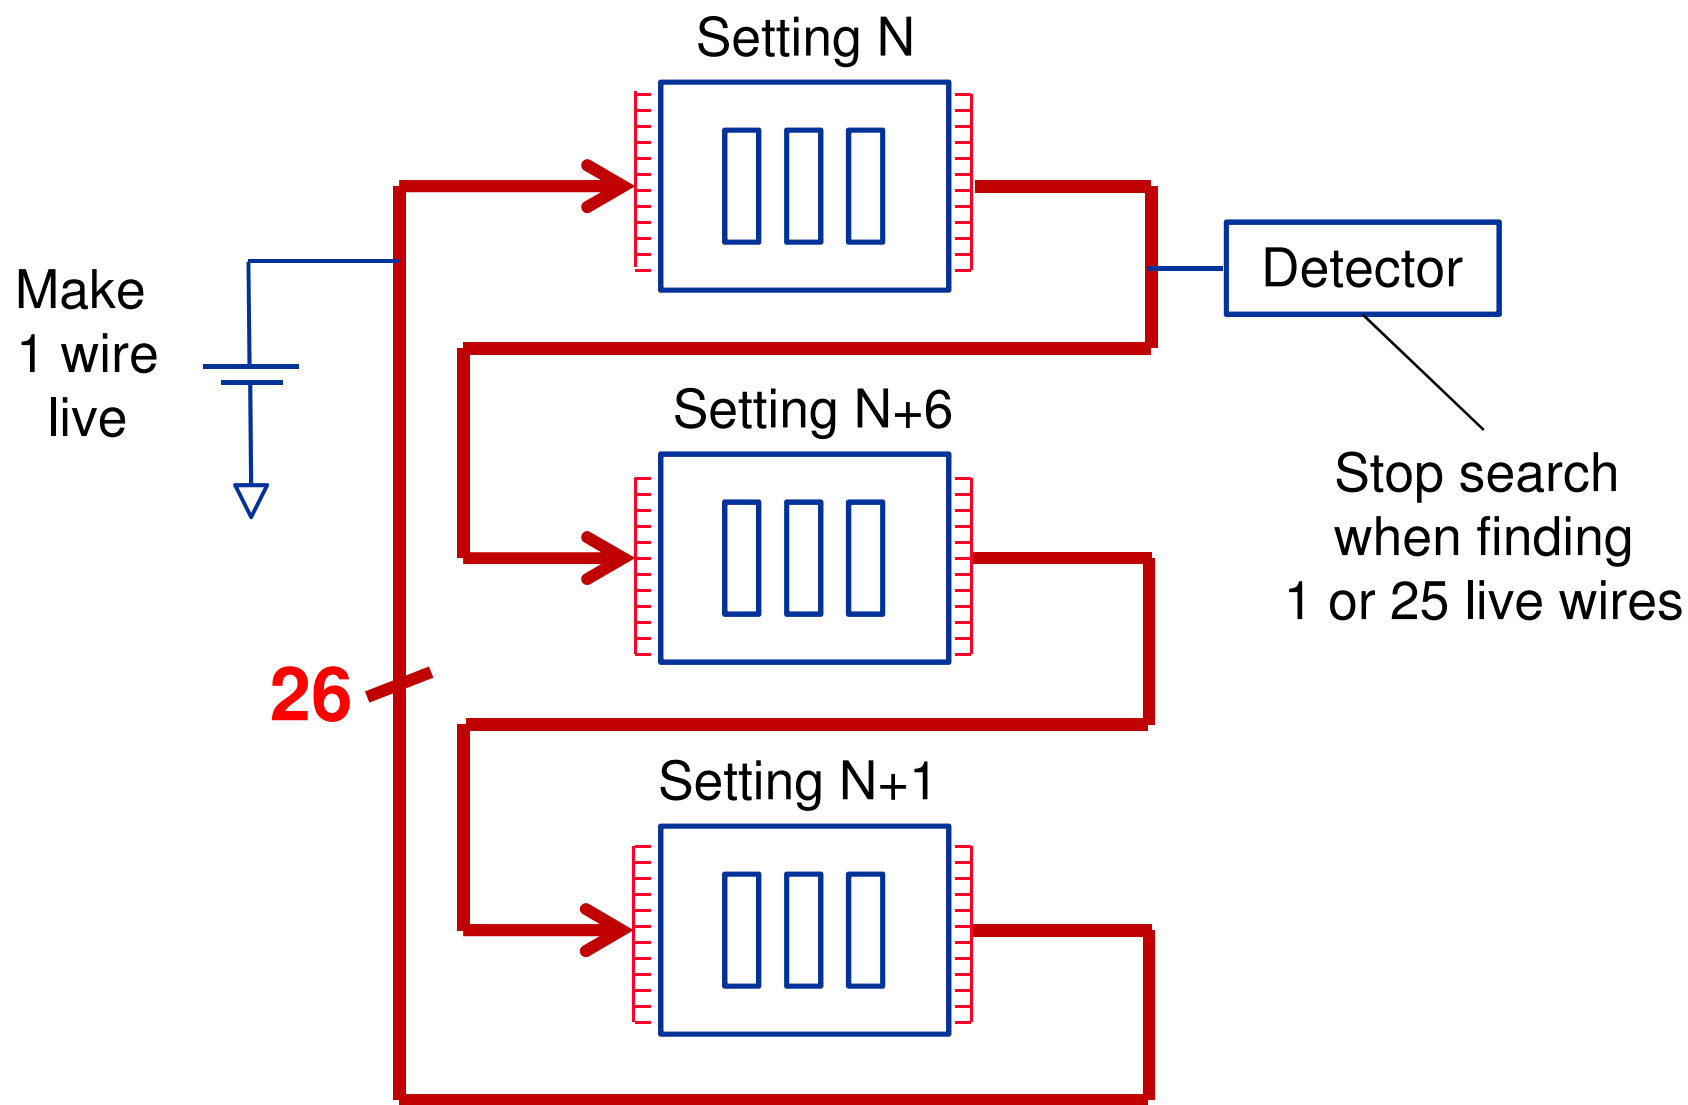 Setting N
Make
1 wire
live
Detector
Setting N+6
Stop search
when finding
1 or 25 live wires
26
Setting N+1